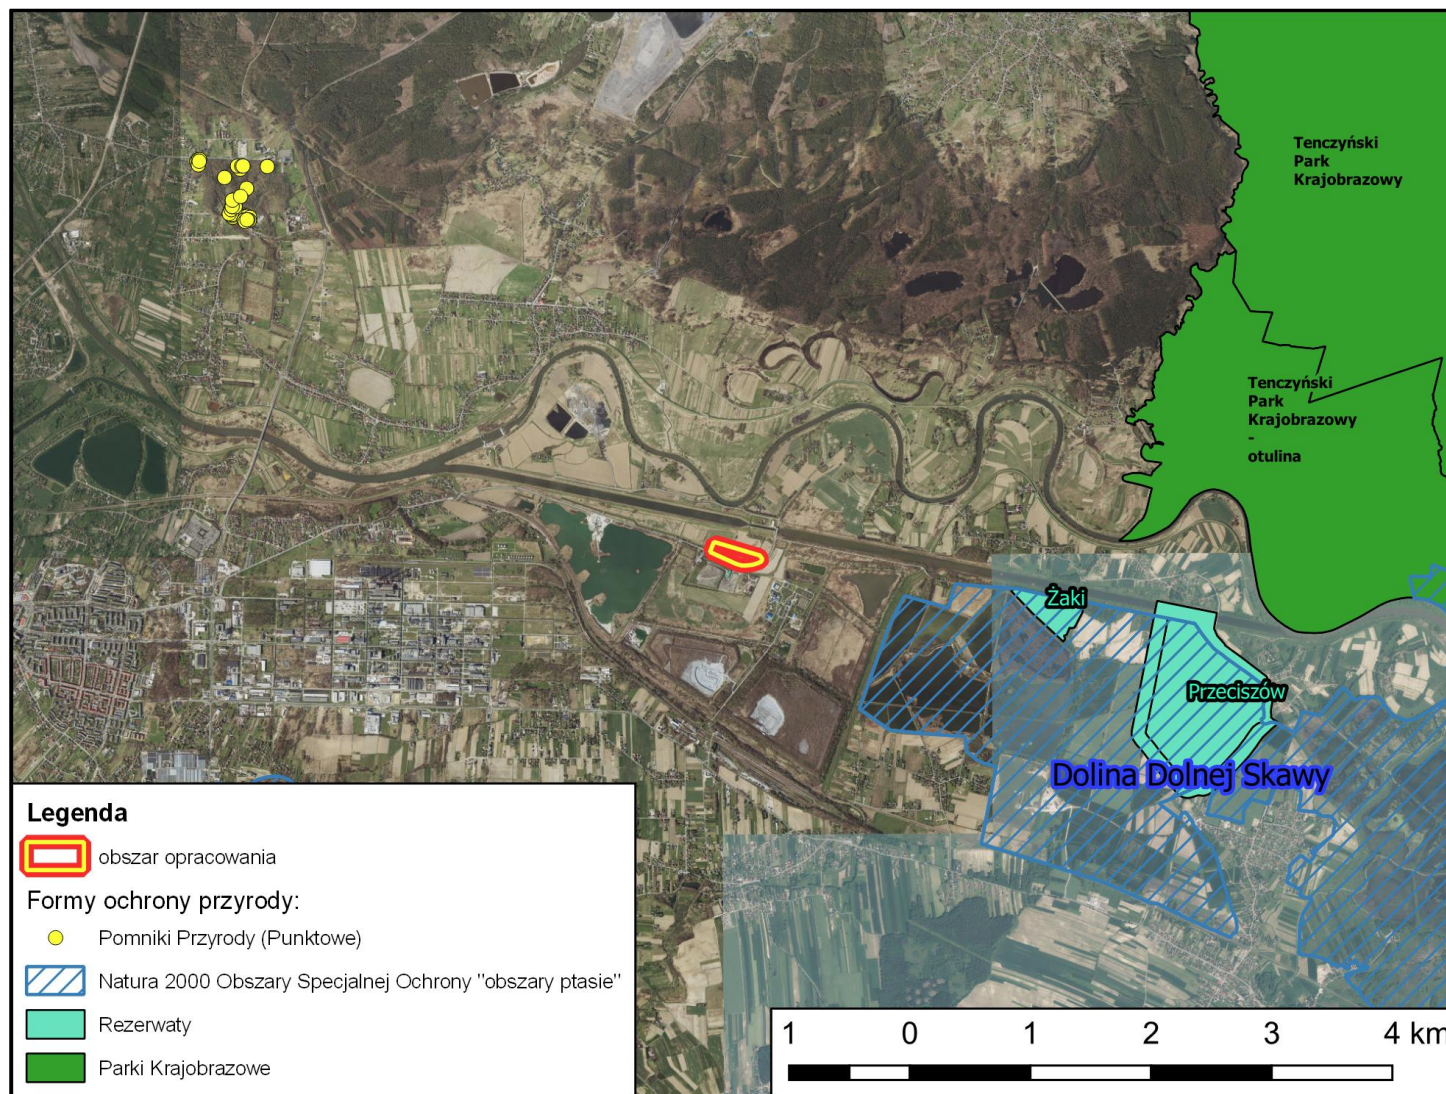 Tenczyński
Park
Krajobrazowy
Tenczyński
Park
Krajobrazowy
-
otulina
Żaki
Przeciszów
Dolina Dolnej Skawy
Legenda
obszar opracowania
Formy ochrony przyrody:
Pomniki Przyrody (Punktowe)
Natura 2000 Obszary Specjalnej Ochrony "obszary ptasie"
Rezerwaty
Parki Krajobrazowe
1 0 1 2 3 4 km